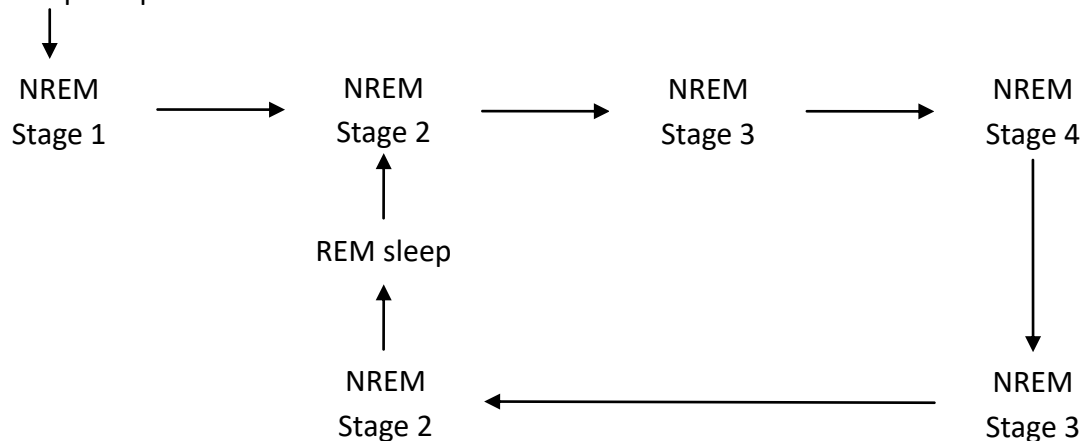 NREM
Stage 1
NREM
Stage 2
NREM
Stage 3
NREM
Stage 4
REM sleep
NREM
Stage 2
NREM
Stage 3